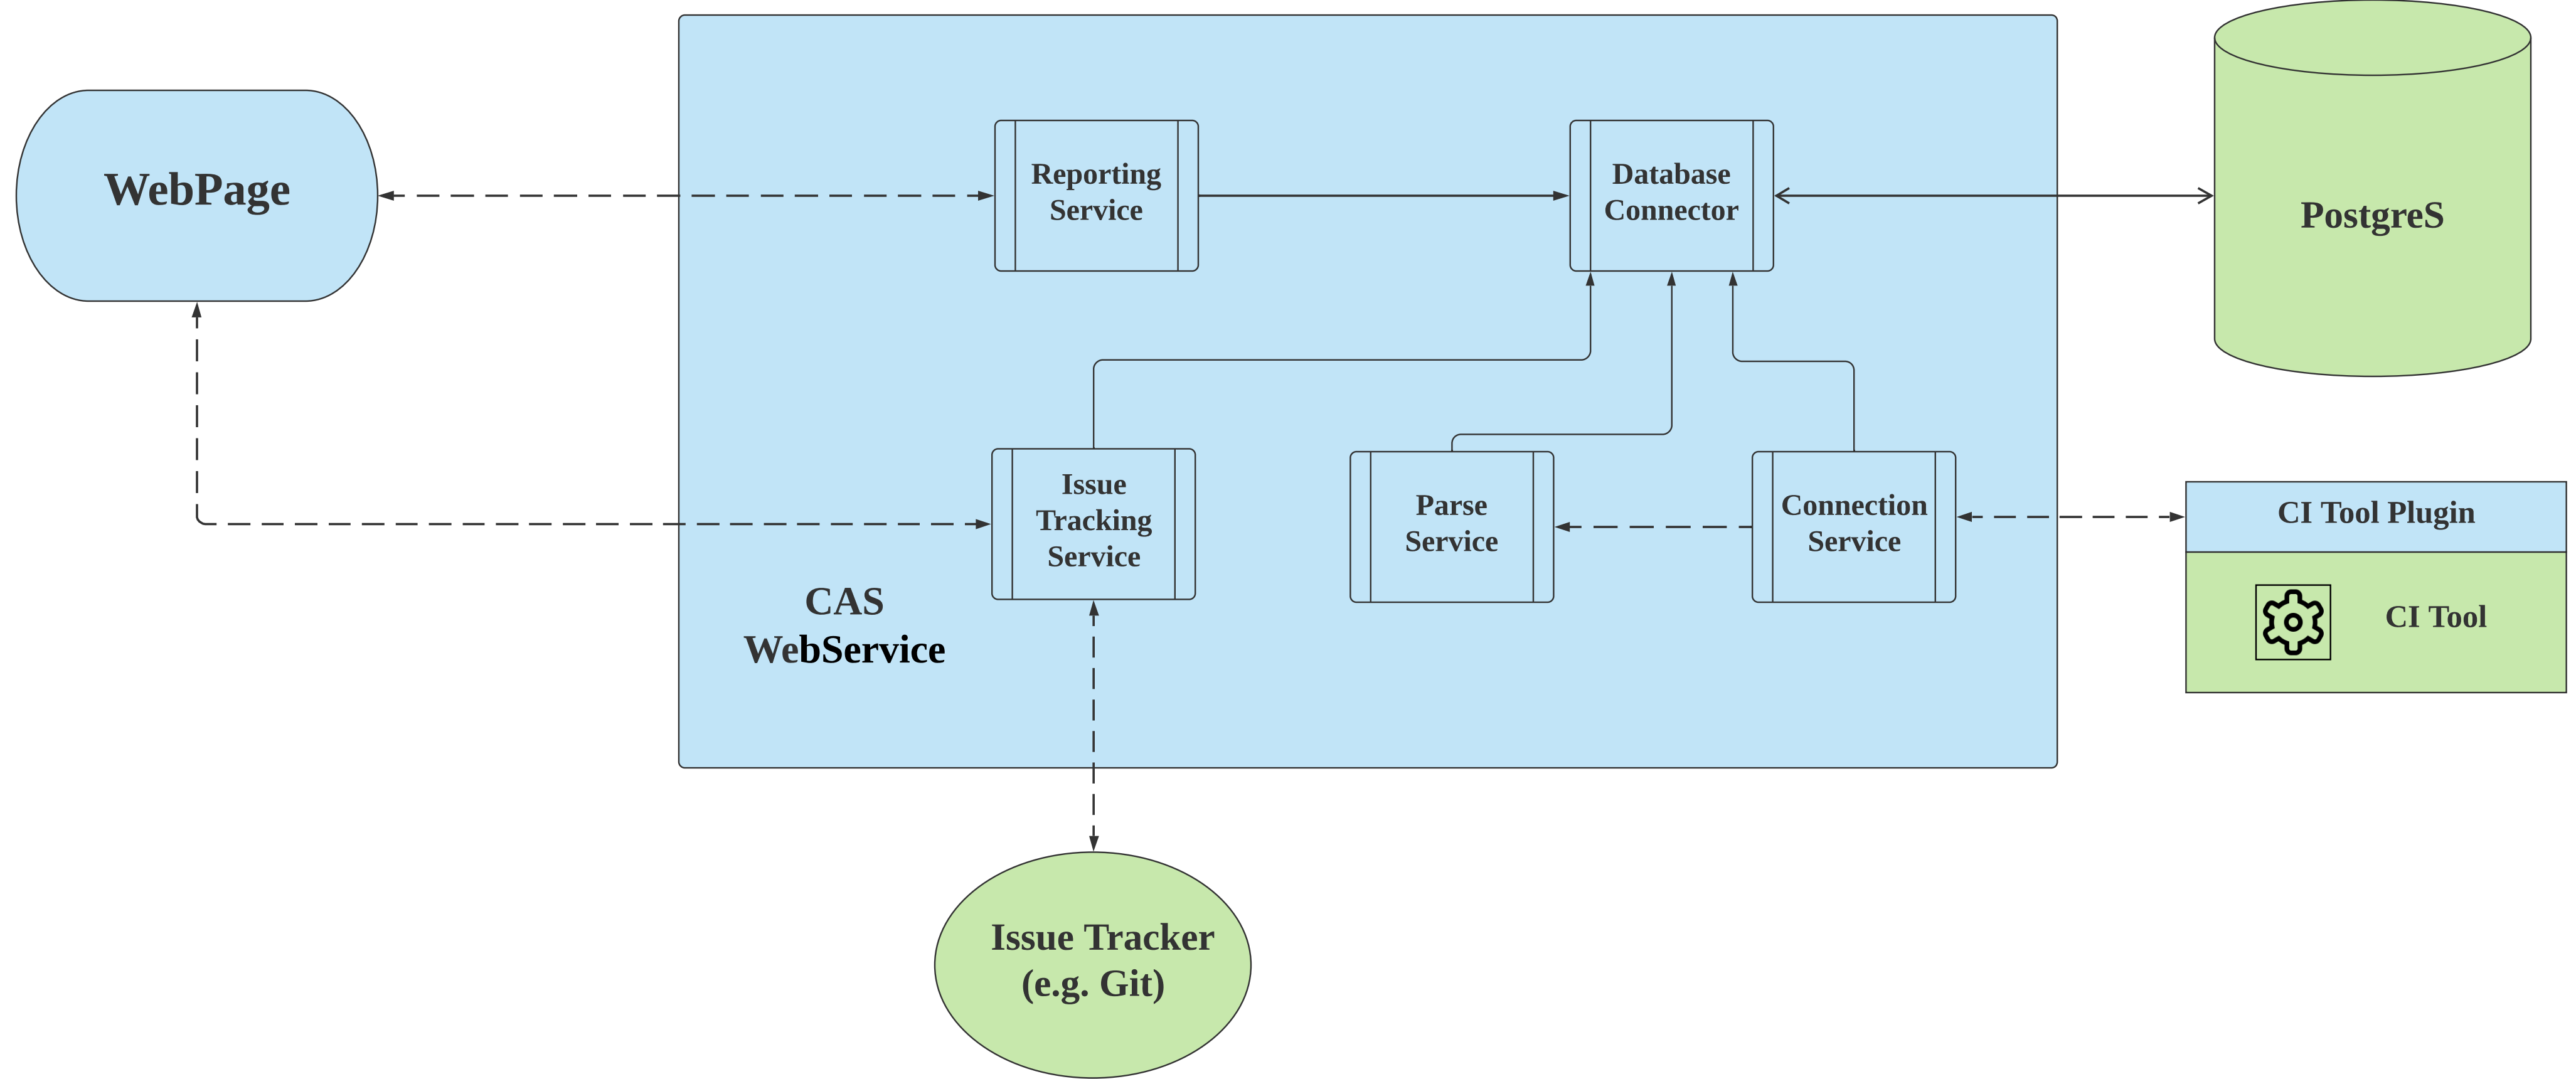 WebPage
Reporting
Service
Database
Connector
PostgreS
Issue
Tracking
Service
Parse
Service
Connection
Service
CI Tool Plugin
CI Tool
CAS
WebService
Issue Tracker
(e.g. Git)